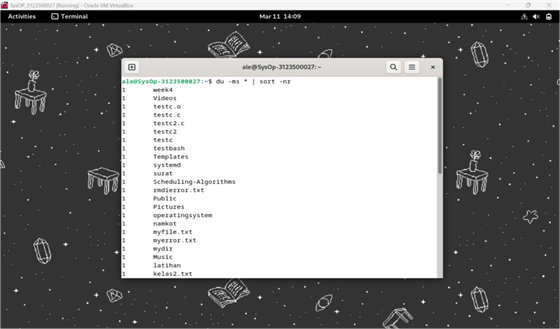 SysOP_3123500027 [Running] - Oracle VM VirtualBox
Activities Terminal Mar 11 14:09
ale@SysOp-3123500027: ~
ale@SysOp-3123500027:~$ du -ms * | sort -nr
1 week4
1 Videos
1 testc.o
1 testc.c
1 testc2.c
1 testc2
1 testc
1 testbash
1 Templates
1 systemd
1 surat
1 Scheduling-Algorithms
1 rmdierror.txt
1 Public
1 Pictures
1 operatingsystem
1 namkot
1 myfile.txt
1 myerror.txt
1 mydir
1 Music
1 latihan
1 kelas2.txt